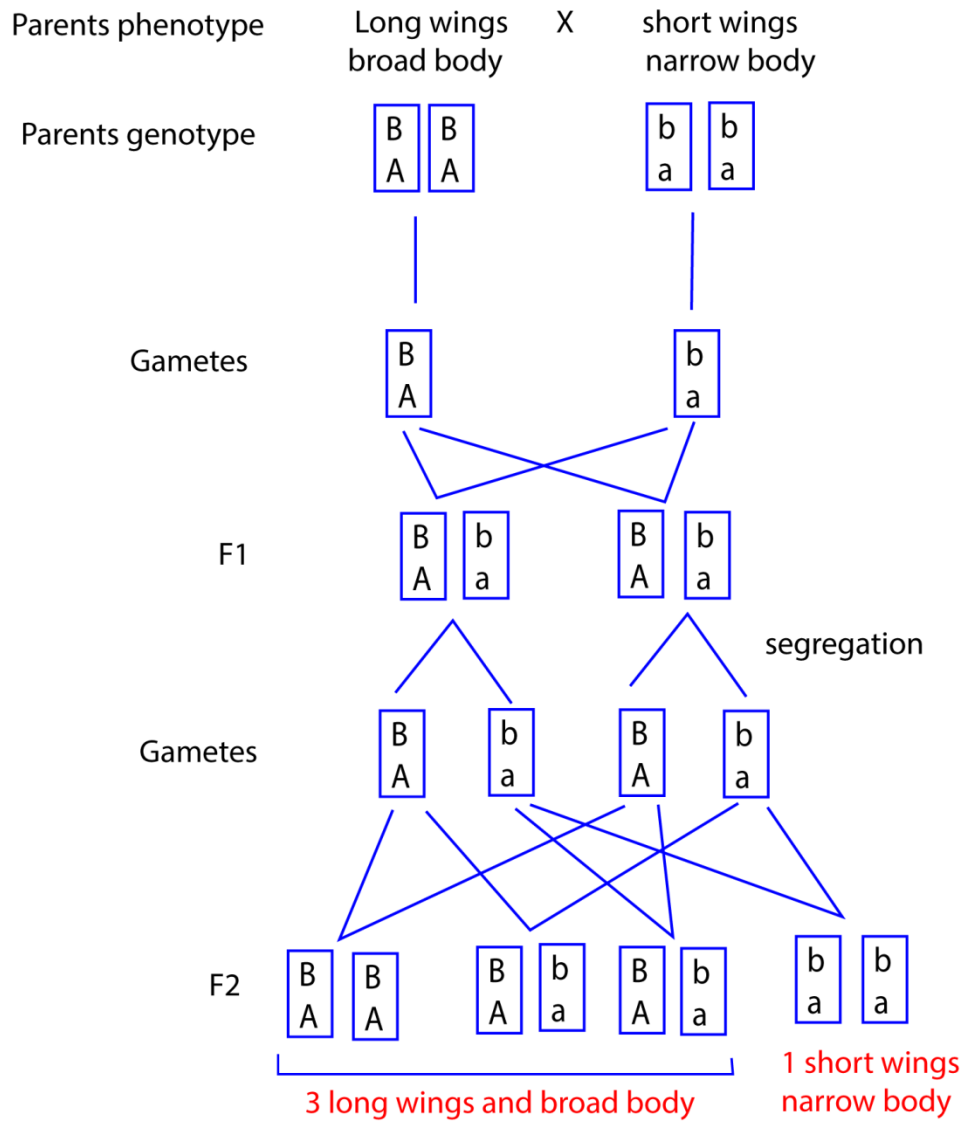 Parents phenotype Long wings X short wings
broad body narrow body
Parents genotype B B b b
A A a a
Gametes B b
A a
F1 B b B b
A a A a
segregation
Gametes B b B b
A a A a
F2 B B B b B b b b
A A A a A a a a
3 long wings and broad body 1 short wings
narrow body